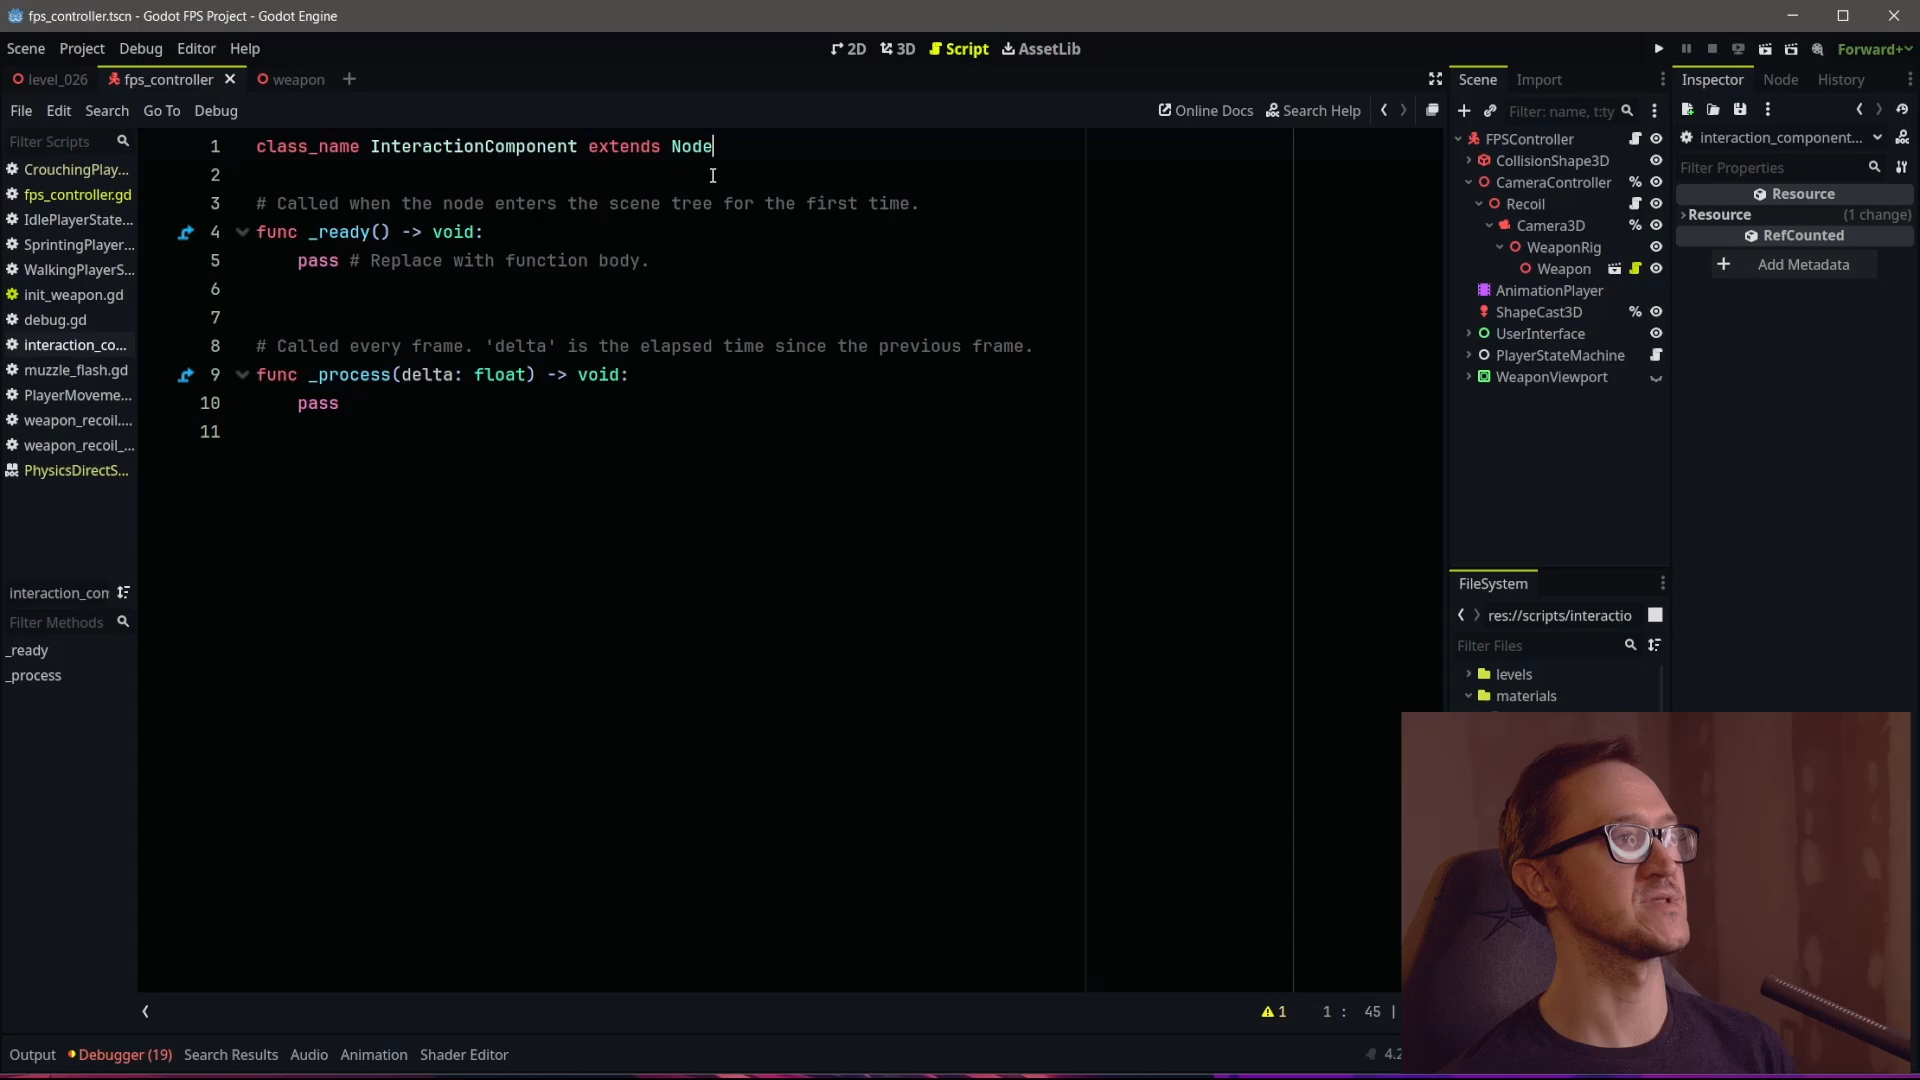 fps_controller.tscn - Godot FPS Project - Godot Engine
Scene Project Debug Editor Help
2D 3D Script AssetLib
Forward+
level_026 fps_controller weapon
Scene Import
Inspector Node History
File Edit Search Go To Debug
Online Docs Search Help
Filter: name, t:ty
Filter Scripts
CrouchingPlay...
fps_controller.gd
IdlePlayerState...
SprintingPlayer...
WalkingPlayerS...
init_weapon.gd
debug.gd
interaction_co...
muzzle_flash.gd
PlayerMoveme...
weapon_recoil....
weapon_recoil_...
PhysicsDirectS...
interaction_con
Filter Methods
_ready
_process
1 class_name InteractionComponent extends Node
2
3 # Called when the node enters the scene tree for the first time.
4 func _ready() -> void:
5 pass # Replace with function body.
6
7
8 # Called every frame. 'delta' is the elapsed time since the previous frame.
9 func _process(delta: float) -> void:
10 pass
11
1 1 : 45 |
FPSController
CollisionShape3D
CameraController
Recoil
Camera3D
WeaponRig
Weapon
AnimationPlayer
ShapeCast3D
UserInterface
PlayerStateMachine
WeaponViewport
FileSystem
res://scripts/interactio
Filter Files
levels
materials
interaction_component...
Filter Properties
Resource
Resource (1 change)
RefCounted
Add Metadata
Output Debugger (19) Search Results Audio Animation Shader Editor
4.2